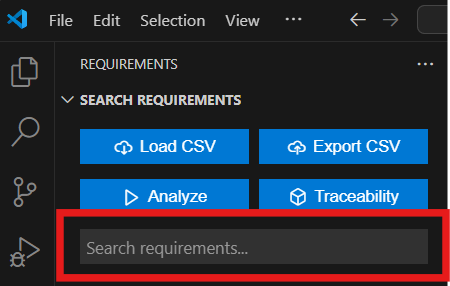 File Edit Selection View ···
REQUIREMENTS ···
SEARCH REQUIREMENTS
Load CSV Export CSV
Analyze Traceability
Search requirements...